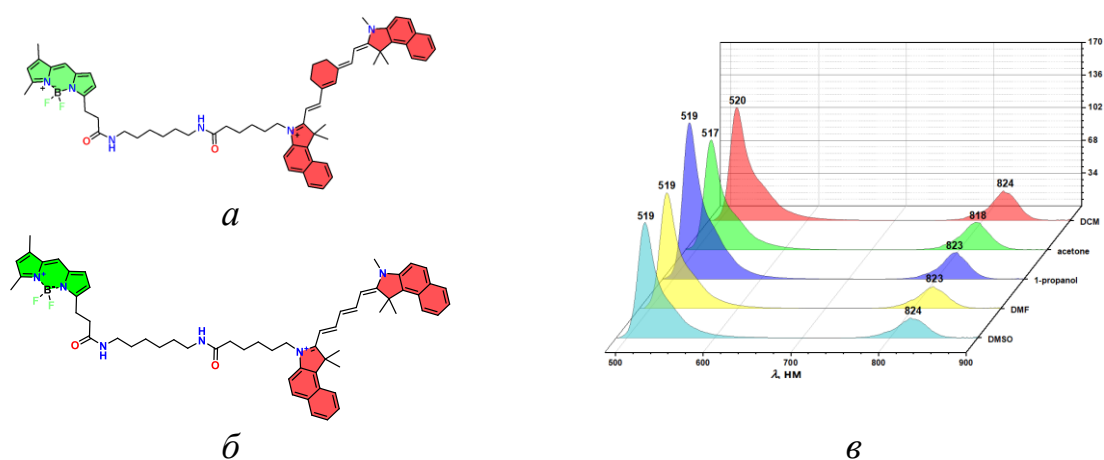 N
N
N
+
B
F
F
O
N
H
H
N
O
N
+
а
N
N
+
N
B
F
F
O
N
H
H
N
O
N
+
б
170
136
102
68
34
520
517
519
519
519
824
818
823
823
824
DCM
acetone
1-propanol
DMF
DMSO
500
600
700
800
900
λ, нм
в